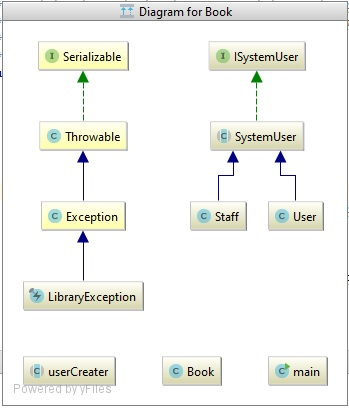 Diagram for Book
I Serializable
I ISystemUser
C Throwable
C SystemUser
C Exception
C Staff
C User
LibraryException
C userCreater
C Book
C main
Powered by yFiles